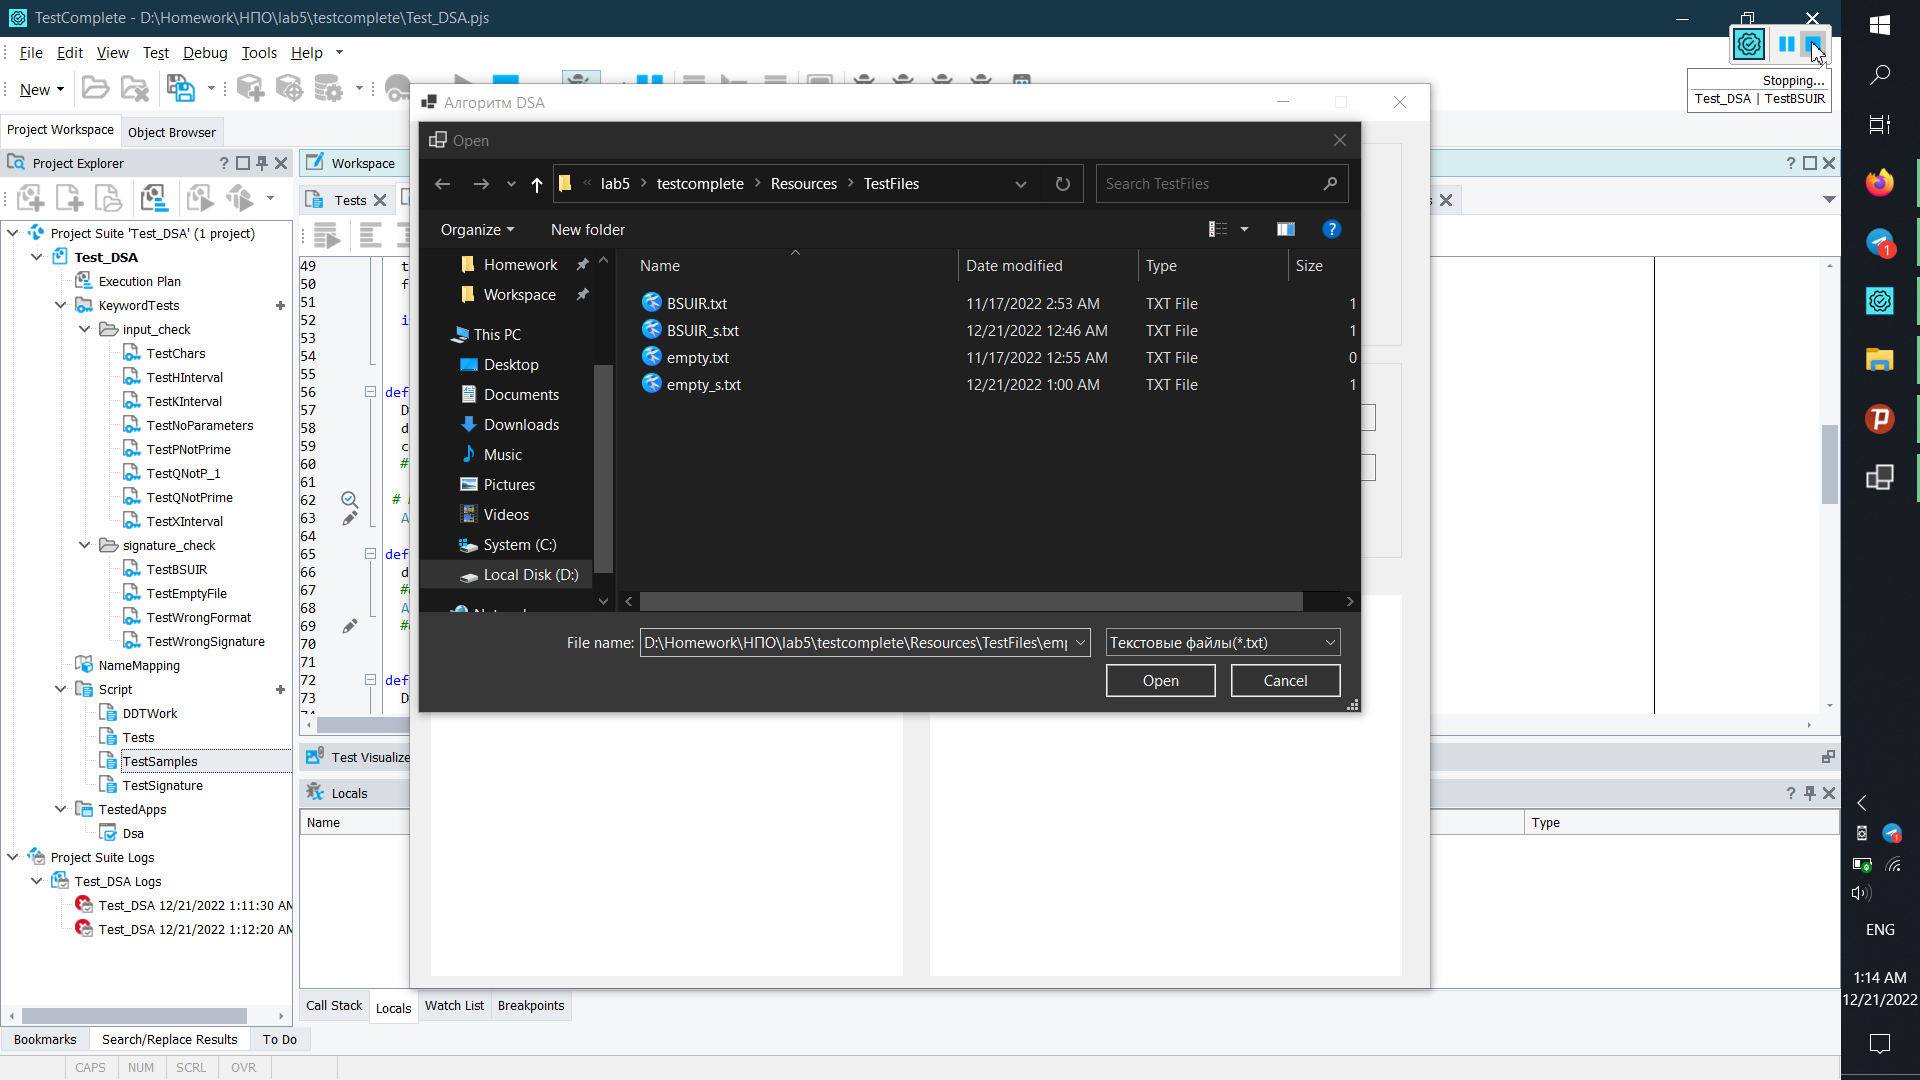 TestComplete - D:\Homework\НПО\lab5\testcomplete\Test_DSA.pjs
File Edit View Test Debug Tools Help
New
Stopping...
Test_DSA | TestBSUIR
Project Workspace
Object Browser
Project Explorer
Workspace
Tests
Project Suite 'Test_DSA' (1 project)
Test_DSA
Execution Plan
KeywordTests
input_check
TestChars
TestHInterval
TestKInterval
TestNoParameters
TestPNotPrime
TestQNotP_1
TestQNotPrime
TestXInterval
signature_check
TestBSUIR
TestEmptyFile
TestWrongFormat
TestWrongSignature
NameMapping
Script
DDTWork
Tests
TestSamples
TestSignature
TestedApps
Dsa
Project Suite Logs
Test_DSA Logs
Test_DSA 12/21/2022 1:11:30 AM
Test_DSA 12/21/2022 1:12:20 AM
Bookmarks
Search/Replace Results
To Do
CAPS NUM SCRL OVR
49 t
50 f
51
52 i
53
54
55
56 def
57 D
58 d
59 c
60 #
61
62 #
63 A
64
65 def
66 d
67 #
68 A
69 #
70
71
72 def
73 D
Test Visualize
Locals
Name
Type
Call Stack
Locals
Watch List
Breakpoints
Алгоритм DSA
Open
« lab5 › testcomplete › Resources › TestFiles
Search TestFiles
Organize
New folder
Homework
Workspace
This PC
Desktop
Documents
Downloads
Music
Pictures
Videos
System (C:)
Local Disk (D:)
Name Date modified Type Size
BSUIR.txt 11/17/2022 2:53 AM TXT File 1
BSUIR_s.txt 12/21/2022 12:46 AM TXT File 1
empty.txt 11/17/2022 12:55 AM TXT File 0
empty_s.txt 12/21/2022 1:00 AM TXT File 1
File name: D:\Homework\НПО\lab5\testcomplete\Resources\TestFiles\emp
Текстовые файлы(*.txt)
Open
Cancel
1
1
ENG
1:14 AM
12/21/2022